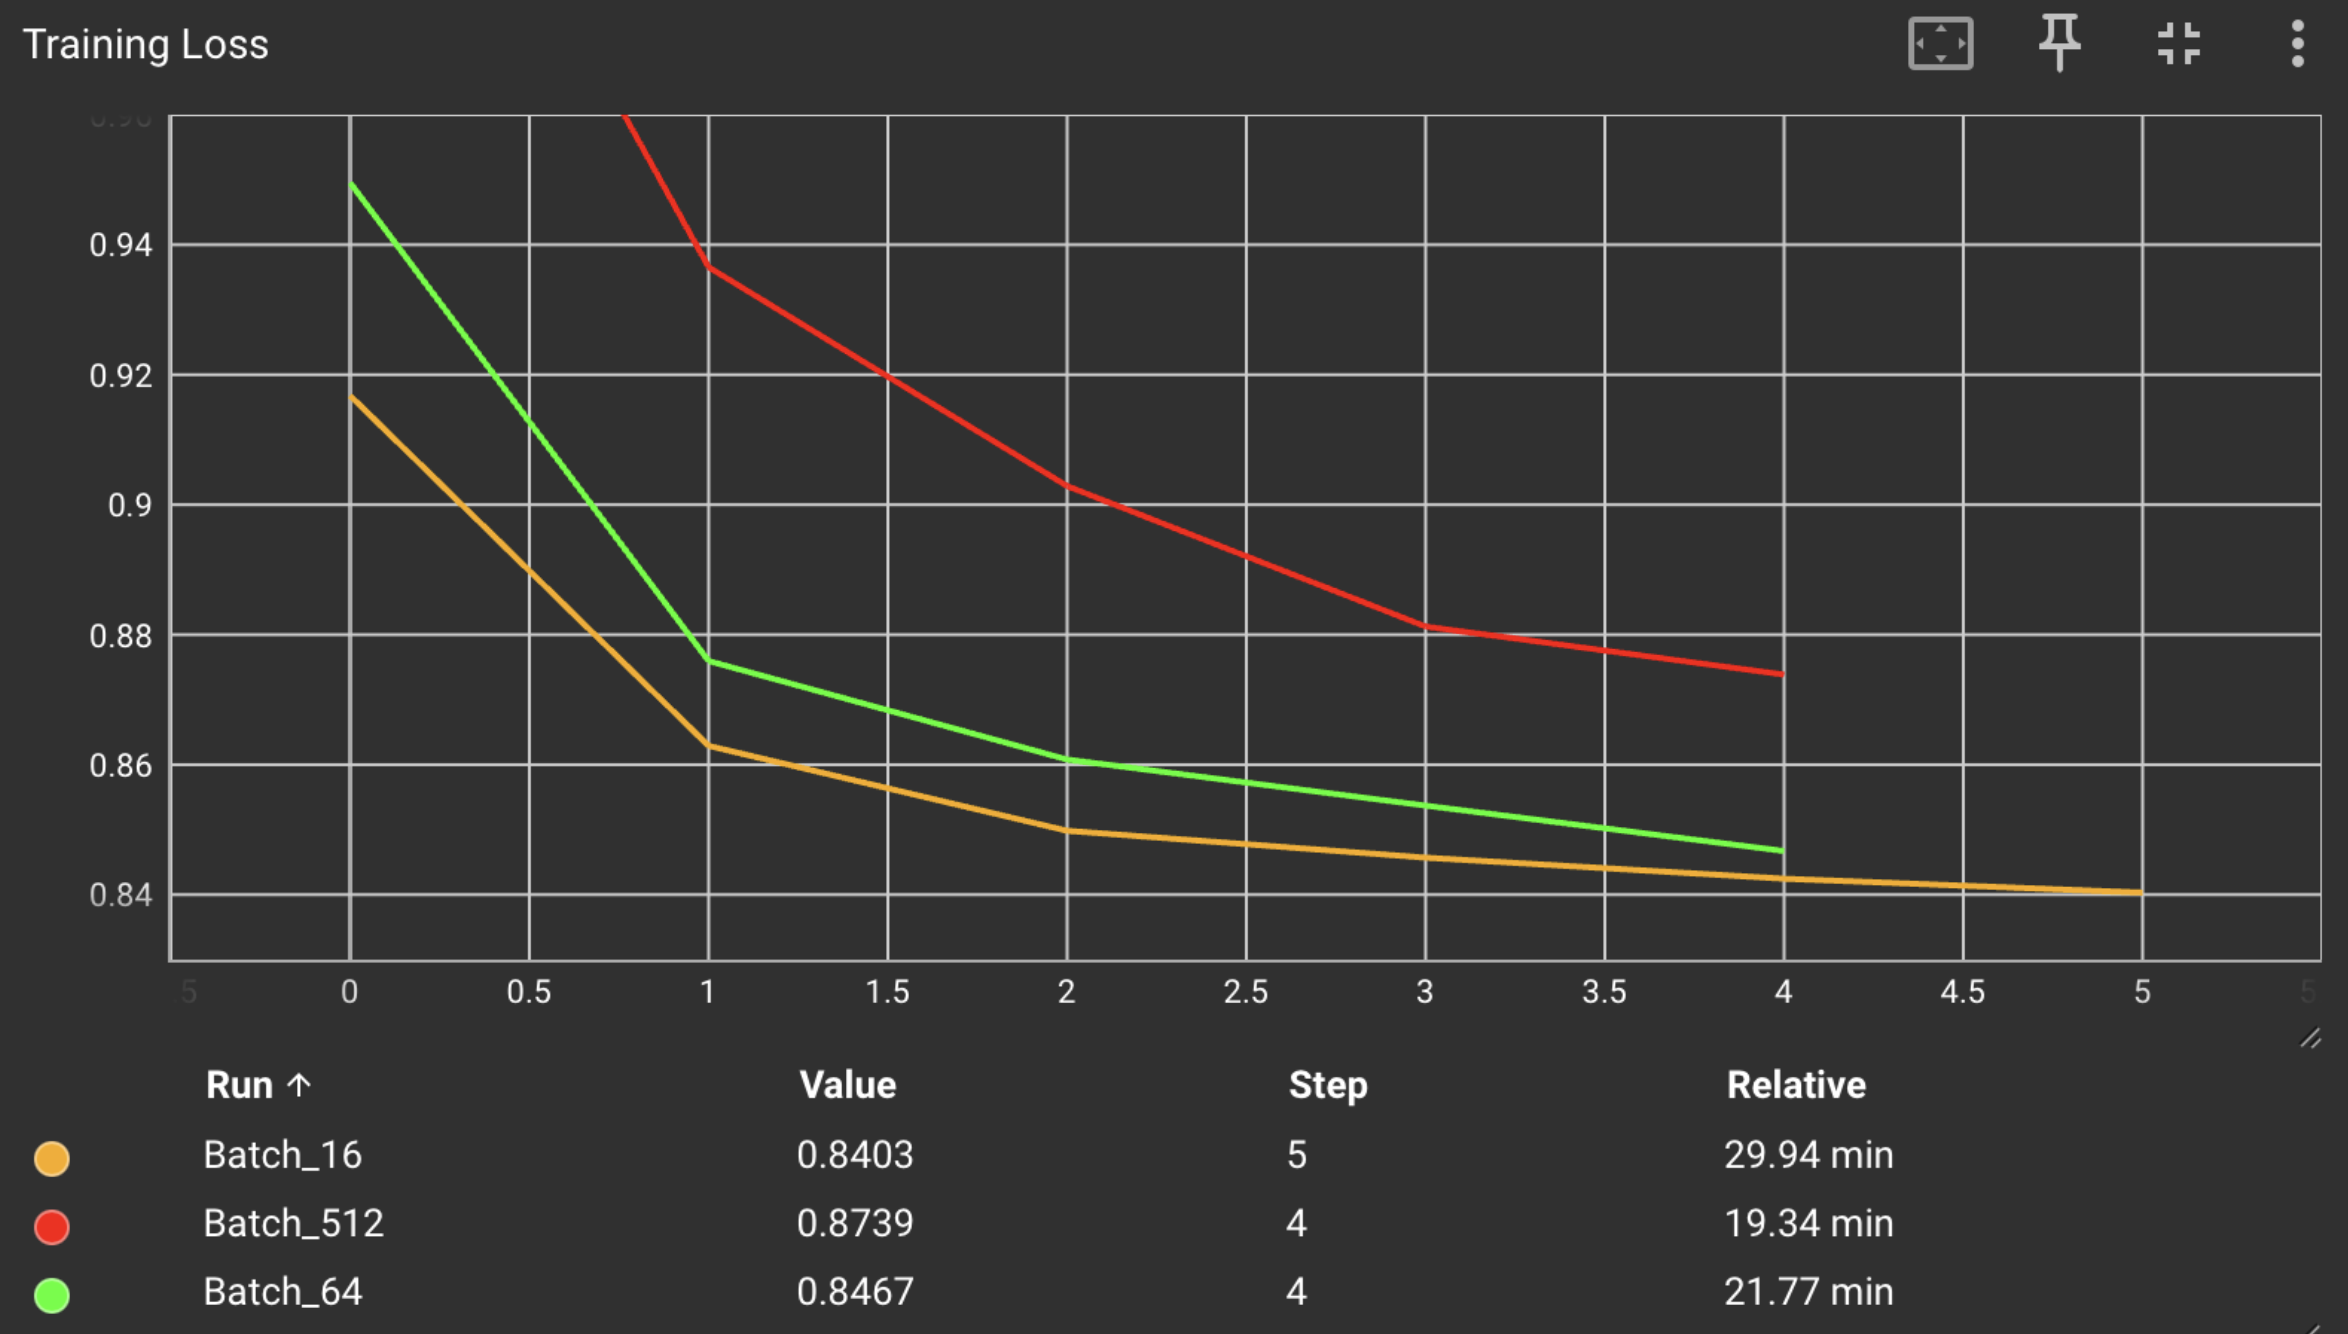 Training Loss
0.94
0.92
0.9
0.88
0.86
0.84
0 0.5 1 1.5 2 2.5 3 3.5 4 4.5 5
Run ↑ Value Step Relative
Batch_16 0.8403 5 29.94 min
Batch_512 0.8739 4 19.34 min
Batch_64 0.8467 4 21.77 min